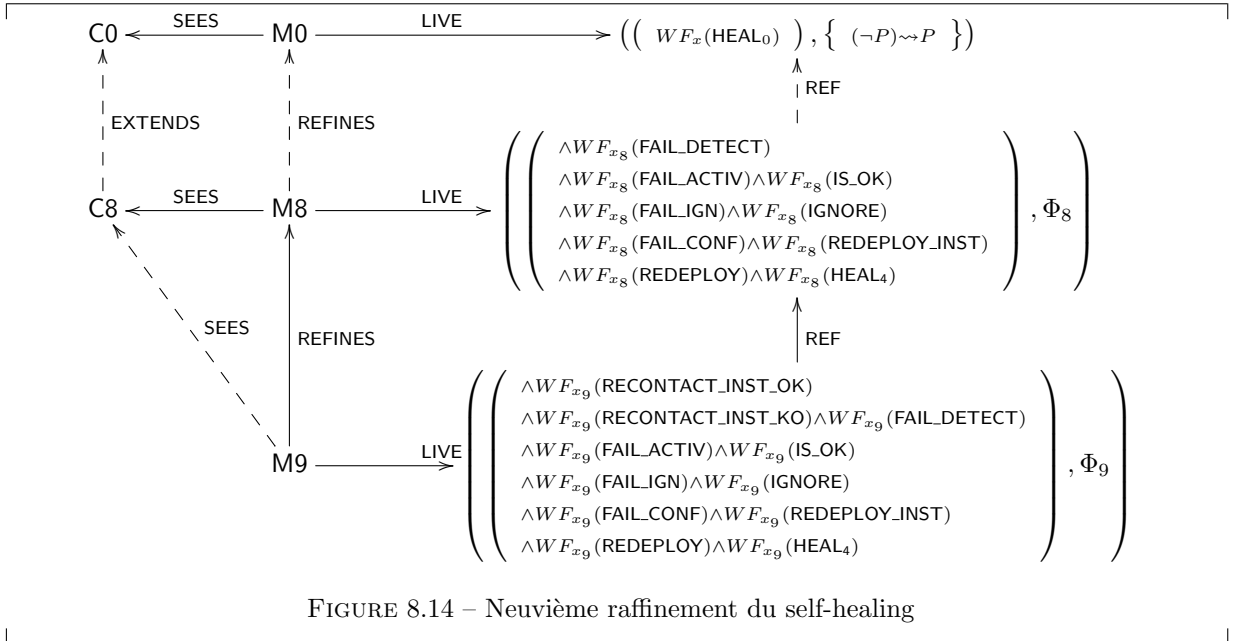 C0 SEES M0 LIVE (( WF_x(HEAL_0) ) , { (¬P)⇝P })
EXTENDS REFINES REF
∧WF_{x_8}(FAIL_DETECT)
∧WF_{x_8}(FAIL_ACTIV)∧WF_{x_8}(IS_OK)
C8 SEES M8 LIVE ∧WF_{x_8}(FAIL_IGN)∧WF_{x_8}(IGNORE) , Φ_8
∧WF_{x_8}(FAIL_CONF)∧WF_{x_8}(REDEPLOY_INST)
∧WF_{x_8}(REDEPLOY)∧WF_{x_8}(HEAL_4)
SEES REFINES REF
∧WF_{x_9}(RECONTACT_INST_OK)
∧WF_{x_9}(RECONTACT_INST_KO)∧WF_{x_9}(FAIL_DETECT)
M9 LIVE ∧WF_{x_9}(FAIL_ACTIV)∧WF_{x_9}(IS_OK) , Φ_9
∧WF_{x_9}(FAIL_IGN)∧WF_{x_9}(IGNORE)
∧WF_{x_9}(FAIL_CONF)∧WF_{x_9}(REDEPLOY_INST)
∧WF_{x_9}(REDEPLOY)∧WF_{x_9}(HEAL_4)
FIGURE 8.14 – Neuvième raffinement du self-healing